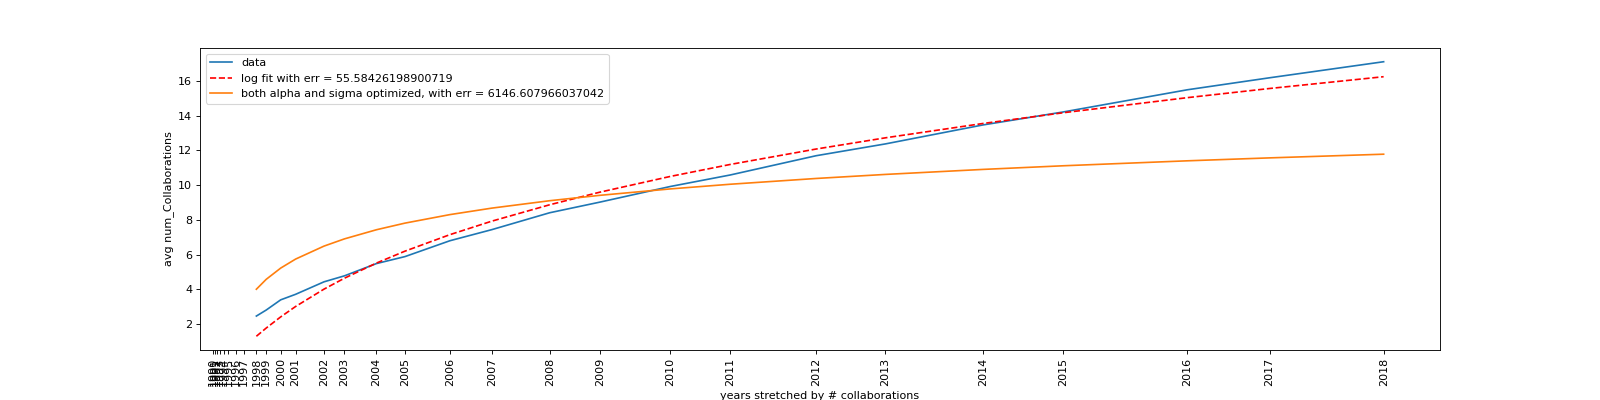 data
log fit with err = 55.58426198900719
both alpha and sigma optimized, with err = 6146.607966037042
16
14
12
10
8
6
4
2
avg num_Collaborations
1997 1998 1999 2000 2001 2002 2003 2004 2005 2006 2007 2008 2009 2010 2011 2012 2013 2014 2015 2016 2017 2018
years stretched by # collaborations